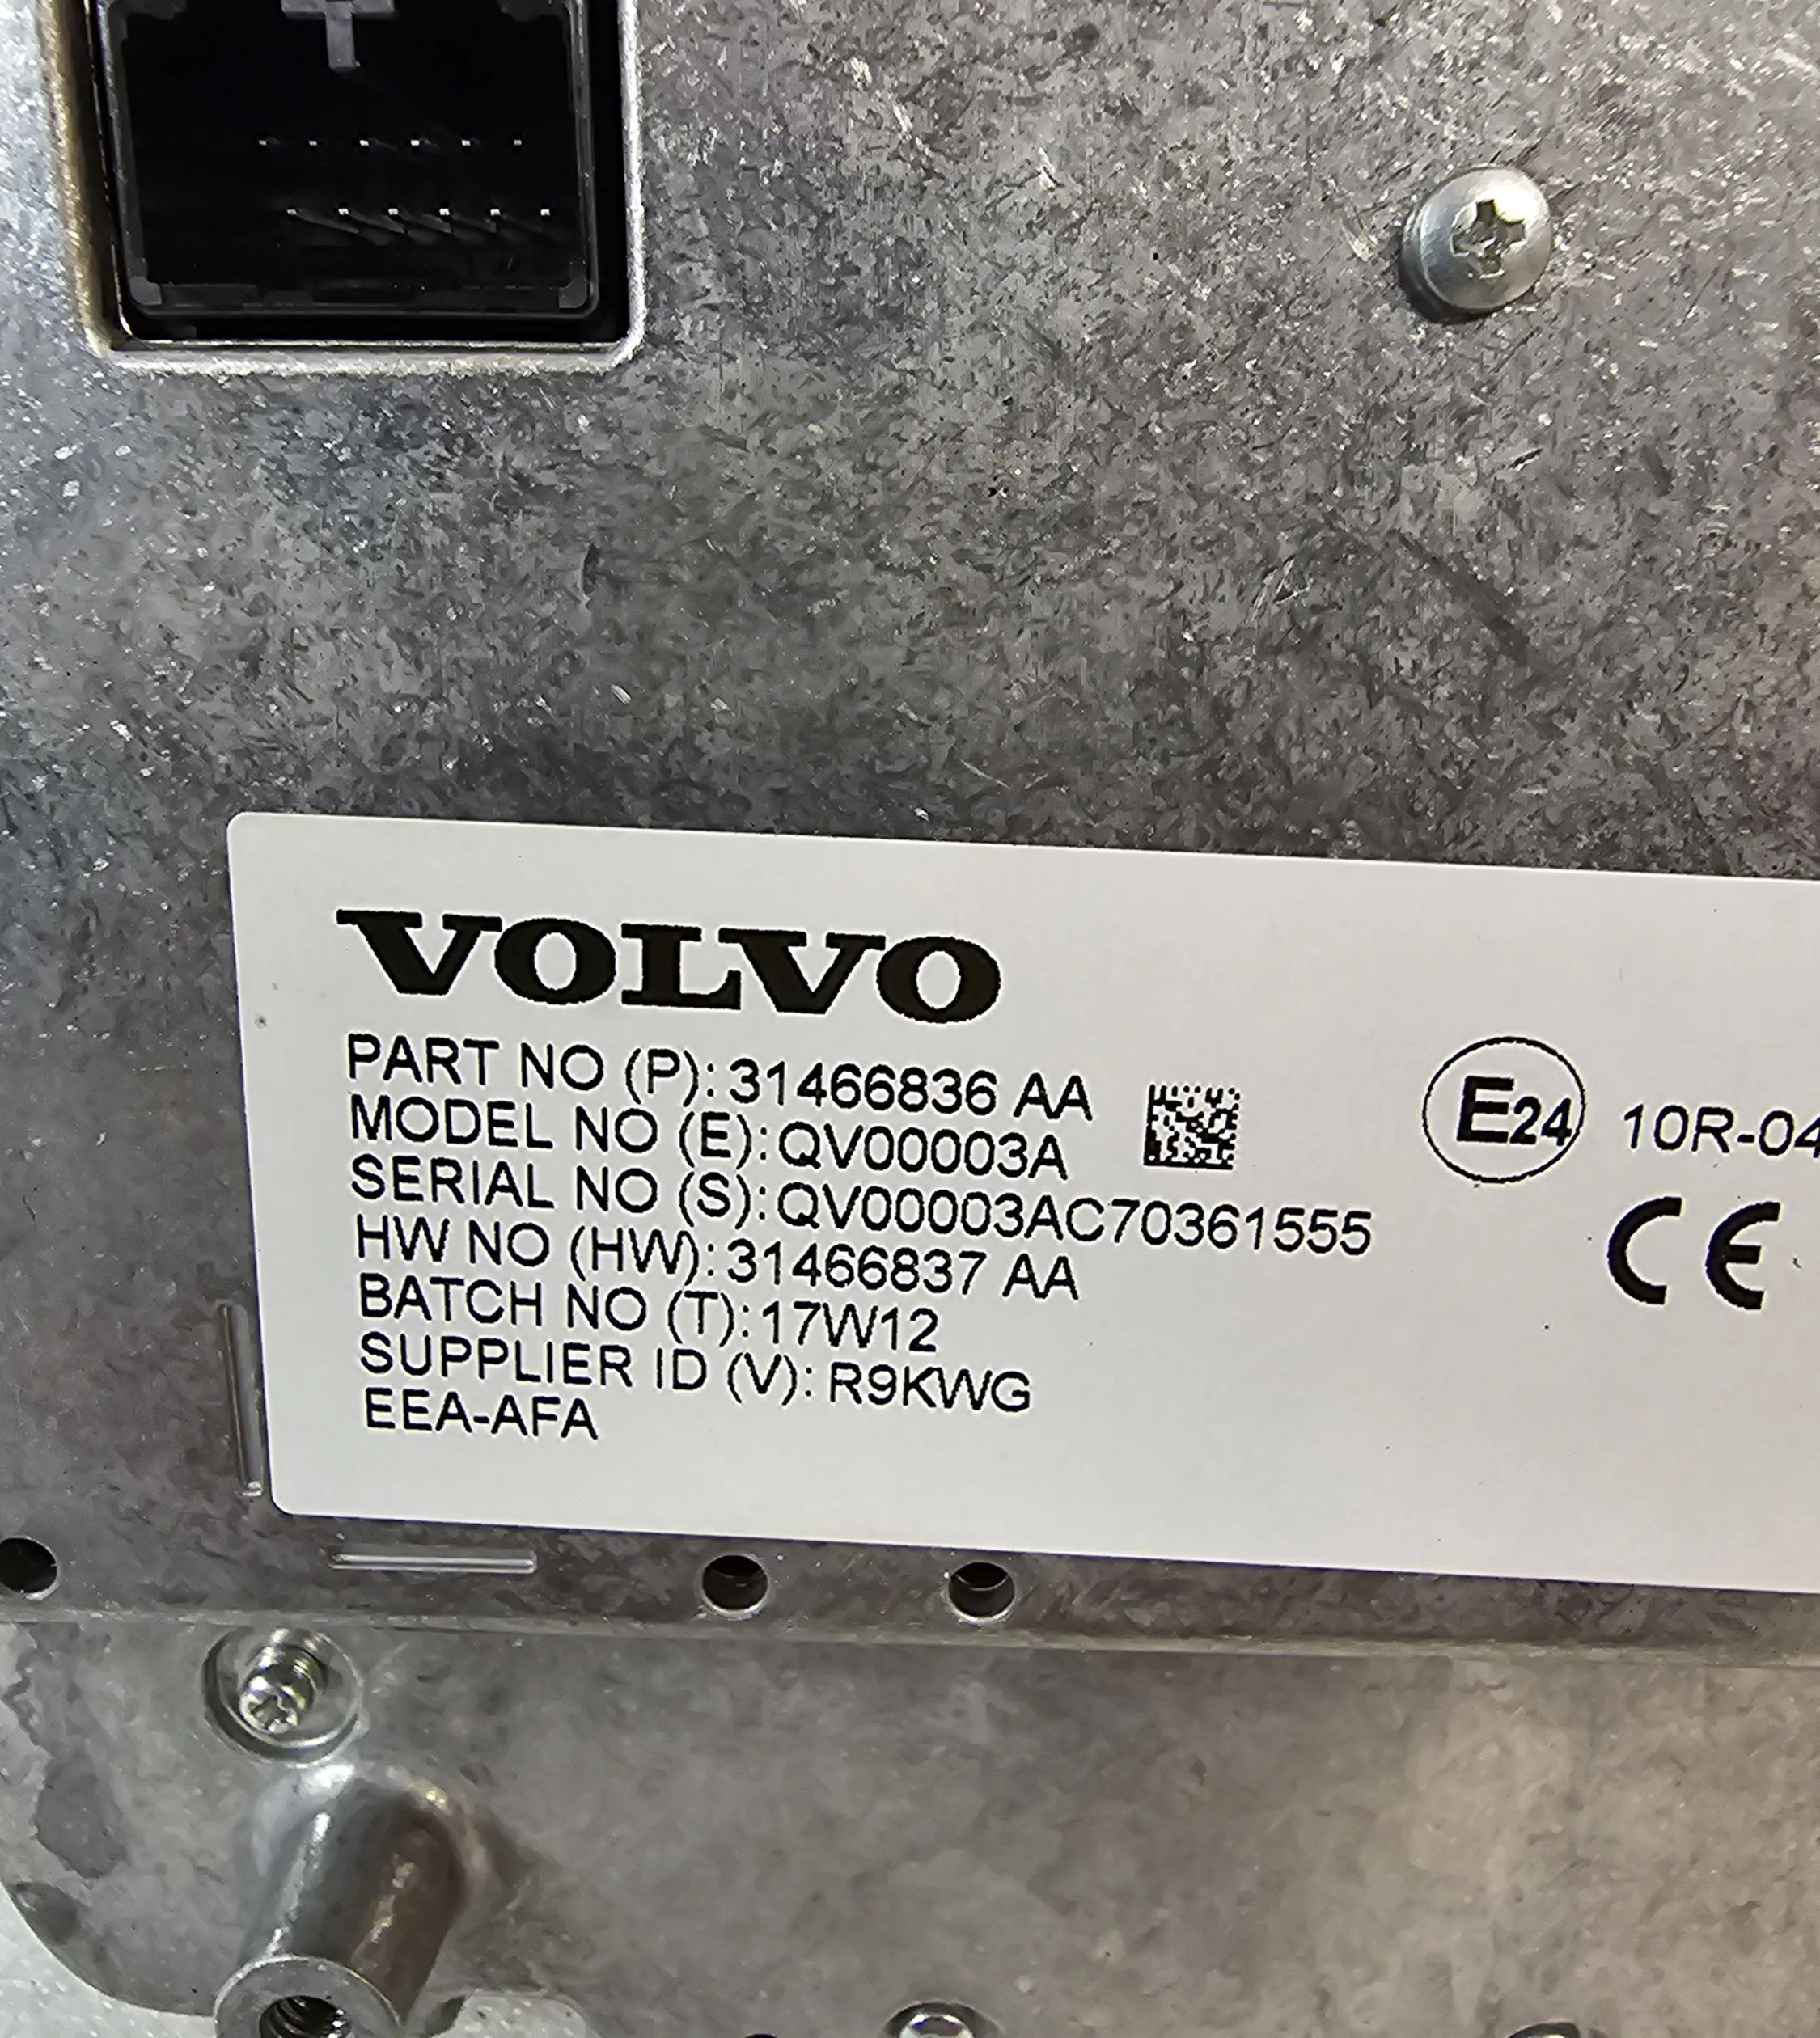 VOLVO
PART NO (P): 31466836 AA
MODEL NO (E): QV00003A
SERIAL NO (S): QV00003AC70361555
HW NO (HW): 31466837 AA
BATCH NO (T): 17W12
SUPPLIER ID (V): R9KWG
EEA-AFA
E24 10R-04
CE